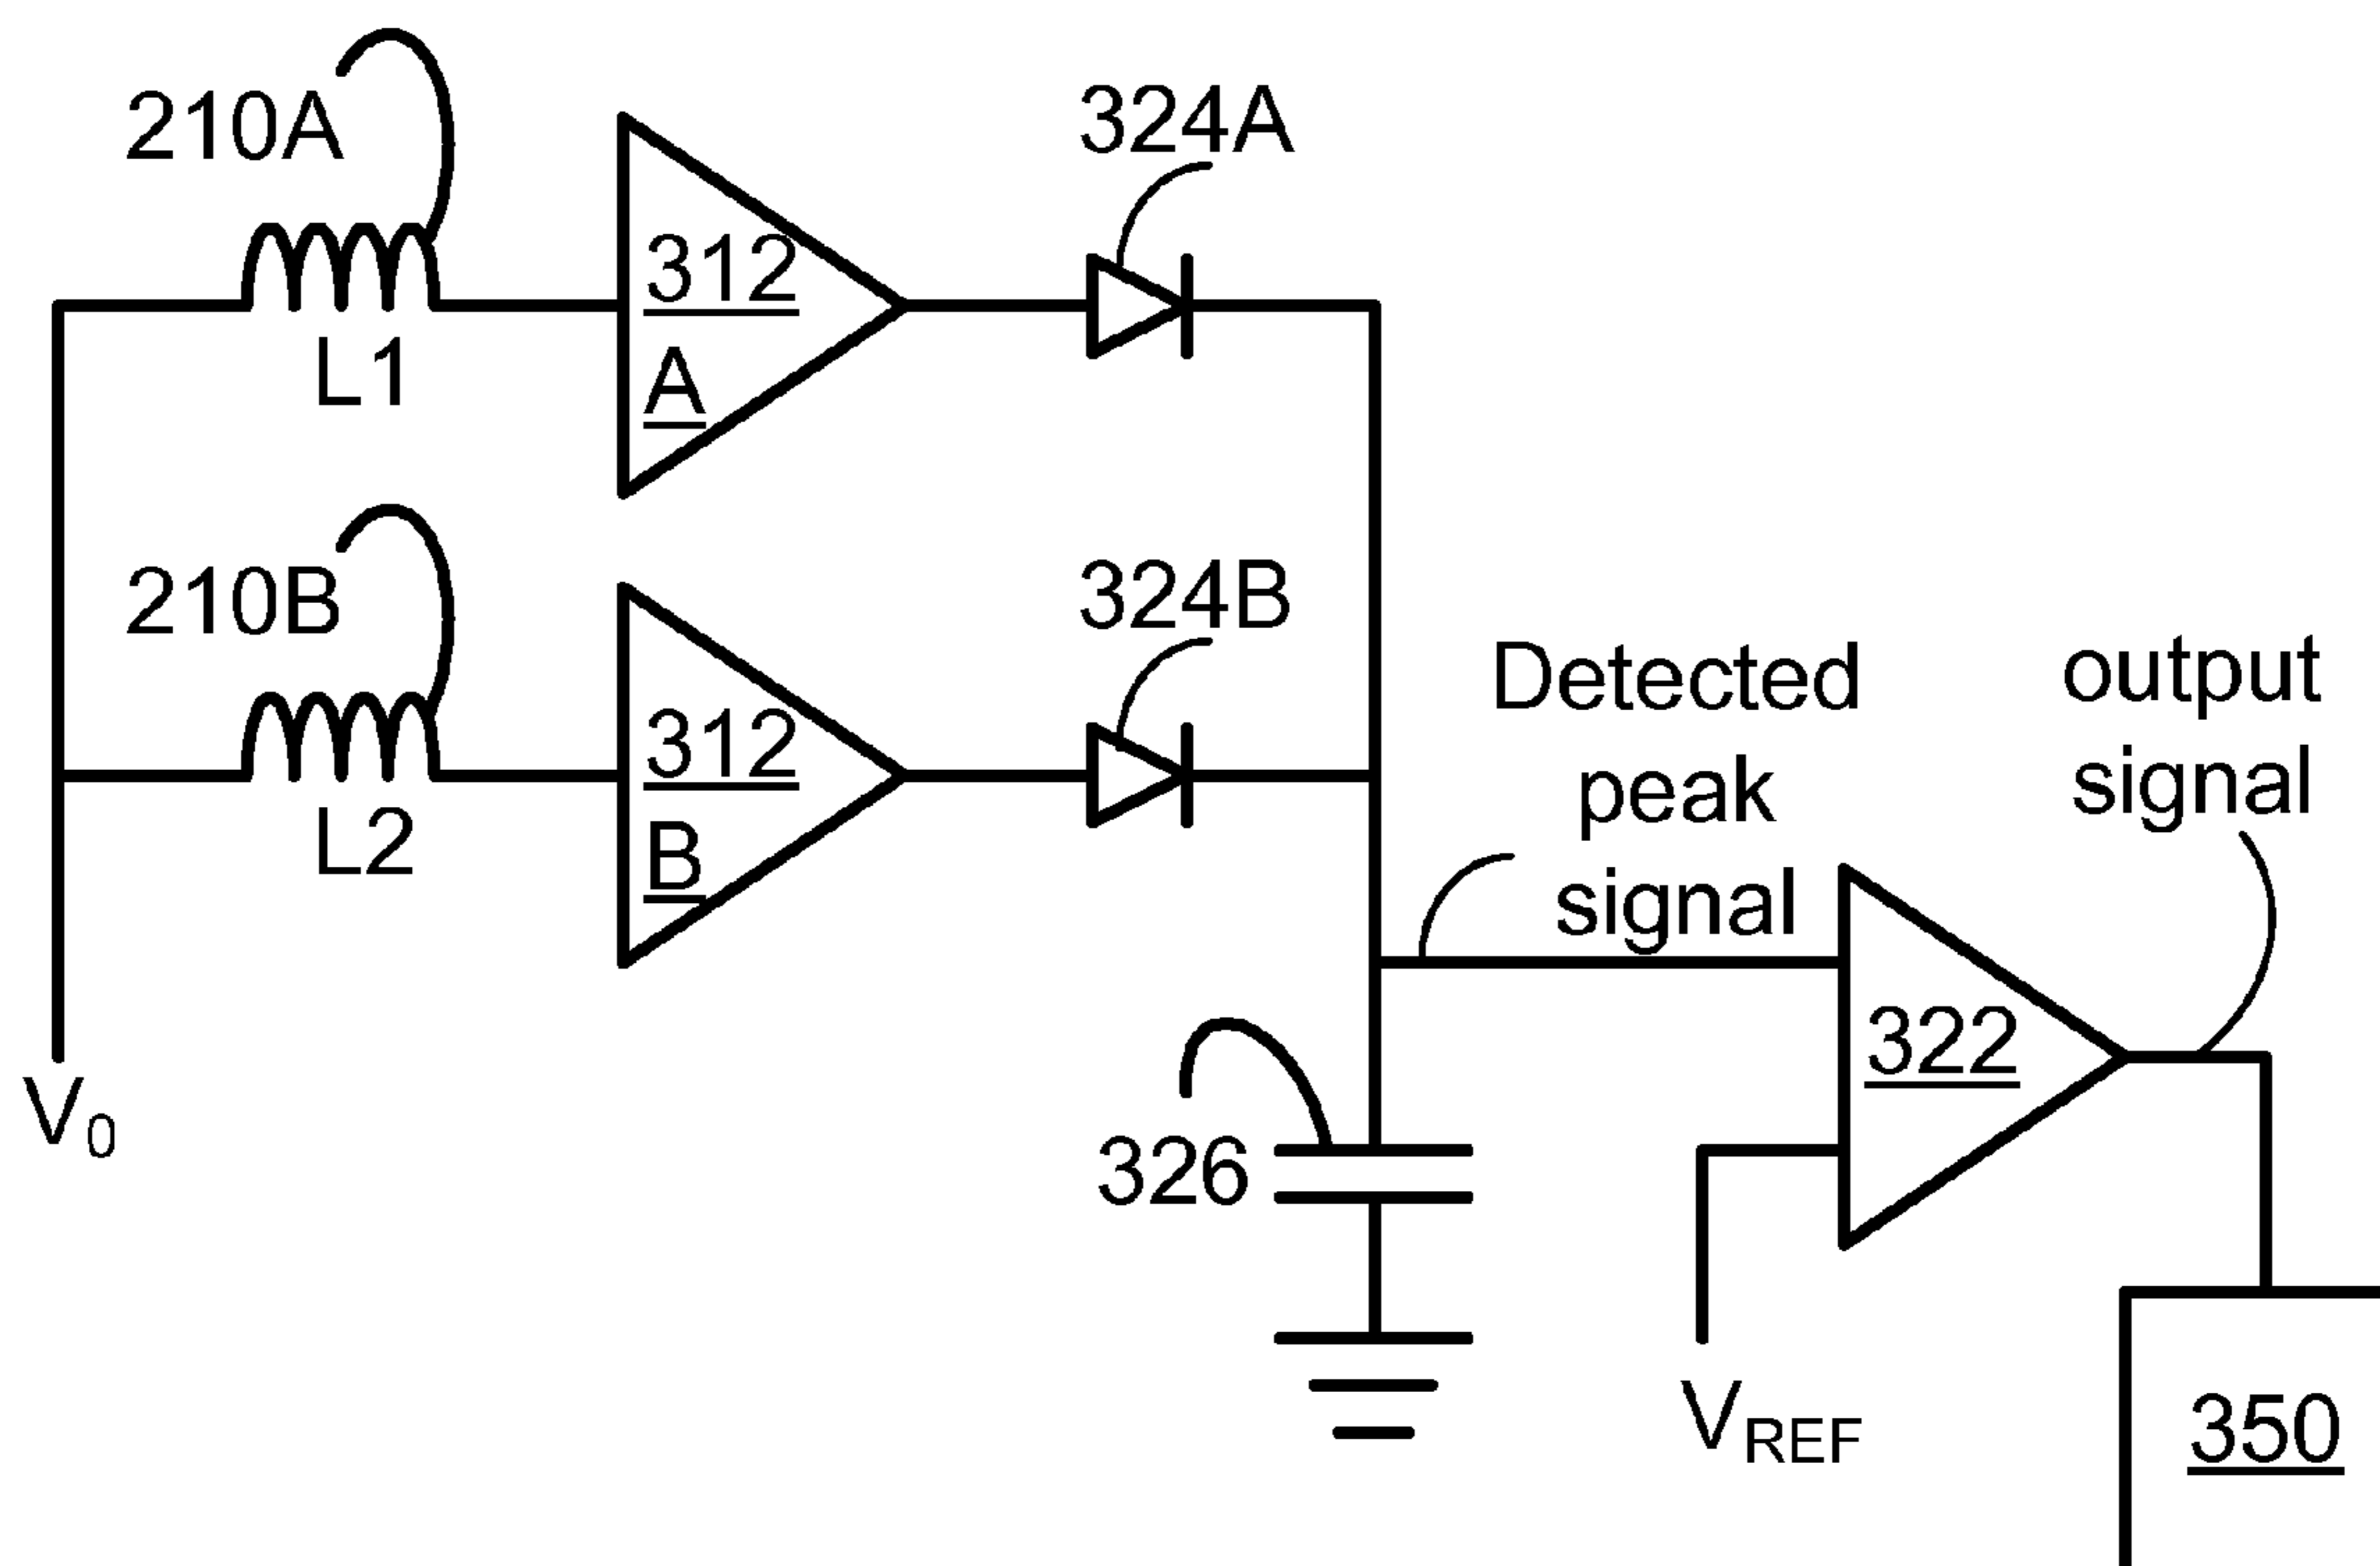 210A
324A
312
A
L1
210B
324B
312
B
L2
Detected
peak
signal
output
signal
322
V0
326
VREF
350